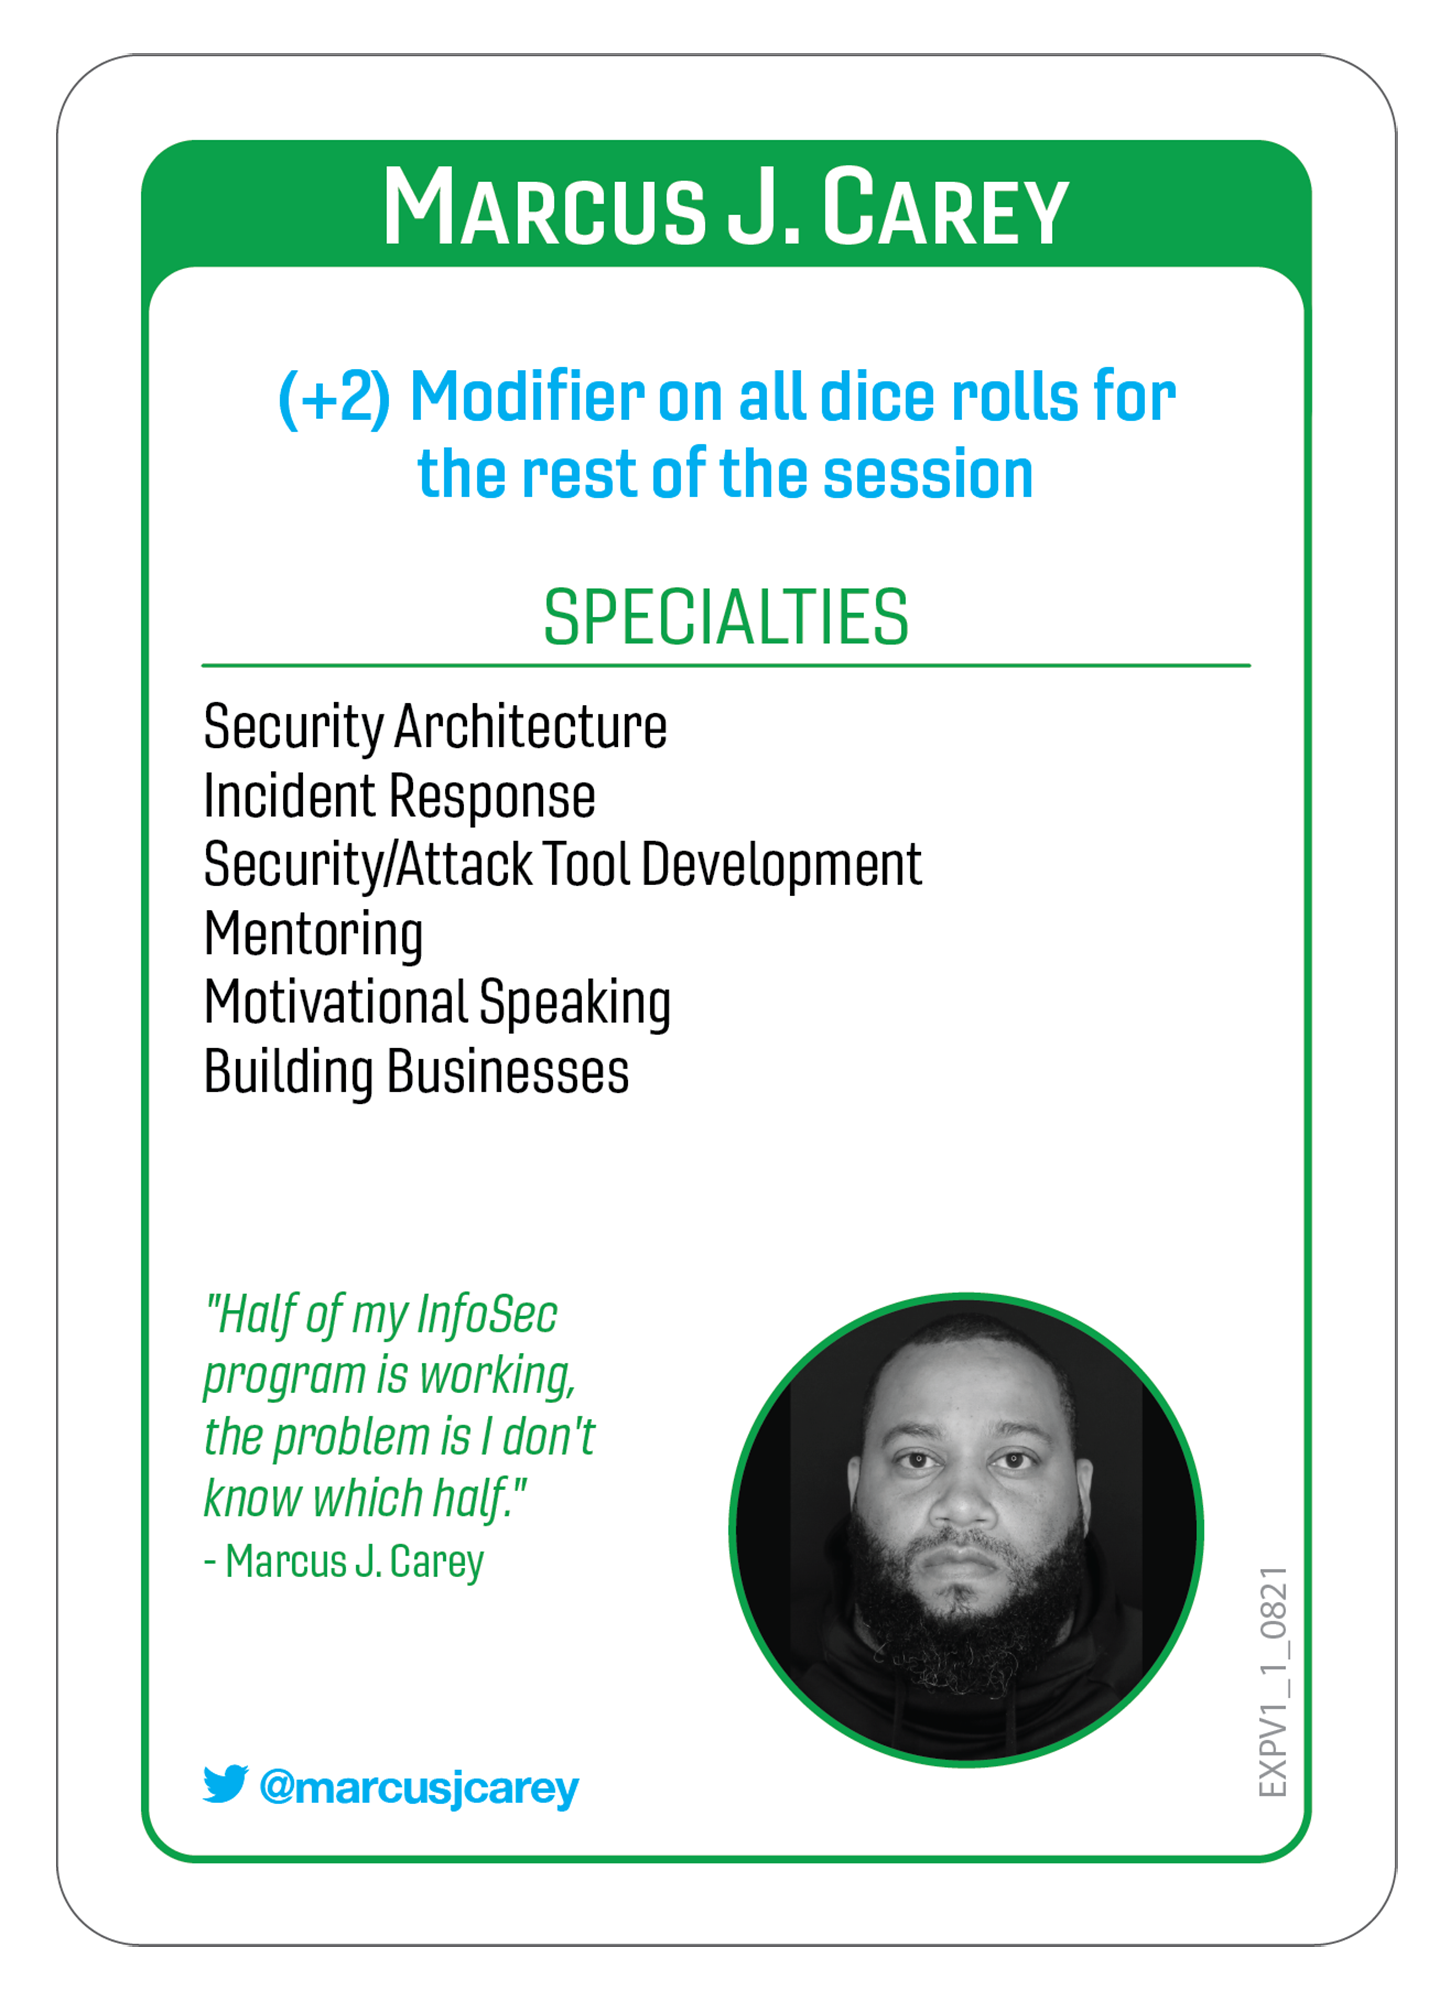 MARCUS J. CAREY
(+2) Modifier on all dice rolls for
the rest of the session
SPECIALTIES
Security Architecture
Incident Response
Security/Attack Tool Development
Mentoring
Motivational Speaking
Building Businesses
"Half of my InfoSec
program is working,
the problem is I don't
know which half."
- Marcus J. Carey
@marcusjcarey
EXPV1_1_0821